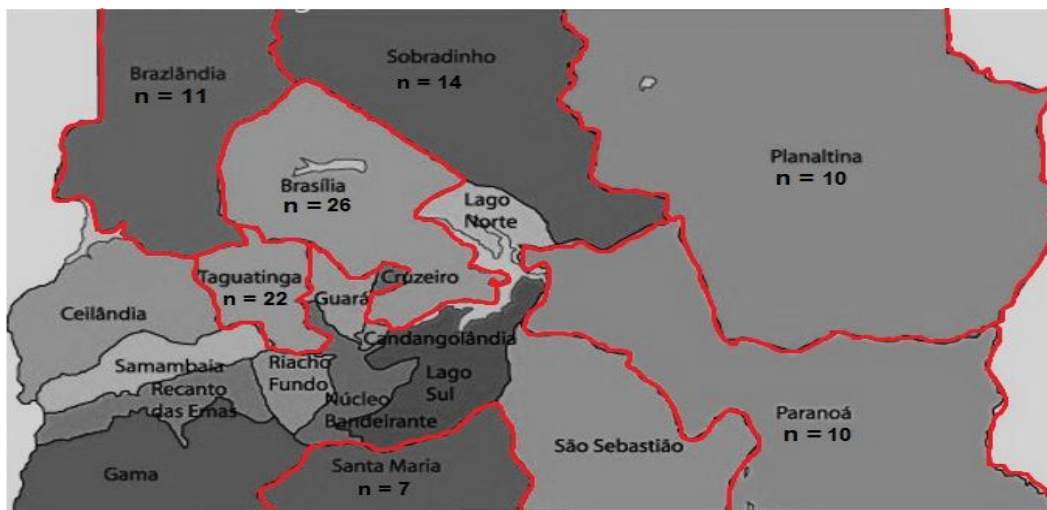 Brazlândia
n = 11
Sobradinho
n = 14
Planaltina
n = 10
Brasília
n = 26
Lago
Norte
Taguatinga
n = 22
Guará
Cruzeiro
Ceilândia
Candangolândia
Samambaia
Riacho
Fundo
Recanto
das Emas
Lago
Sul
Núcleo
Bandeirante
Paranoá
n = 10
São Sebastião
Gama
Santa Maria
n = 7